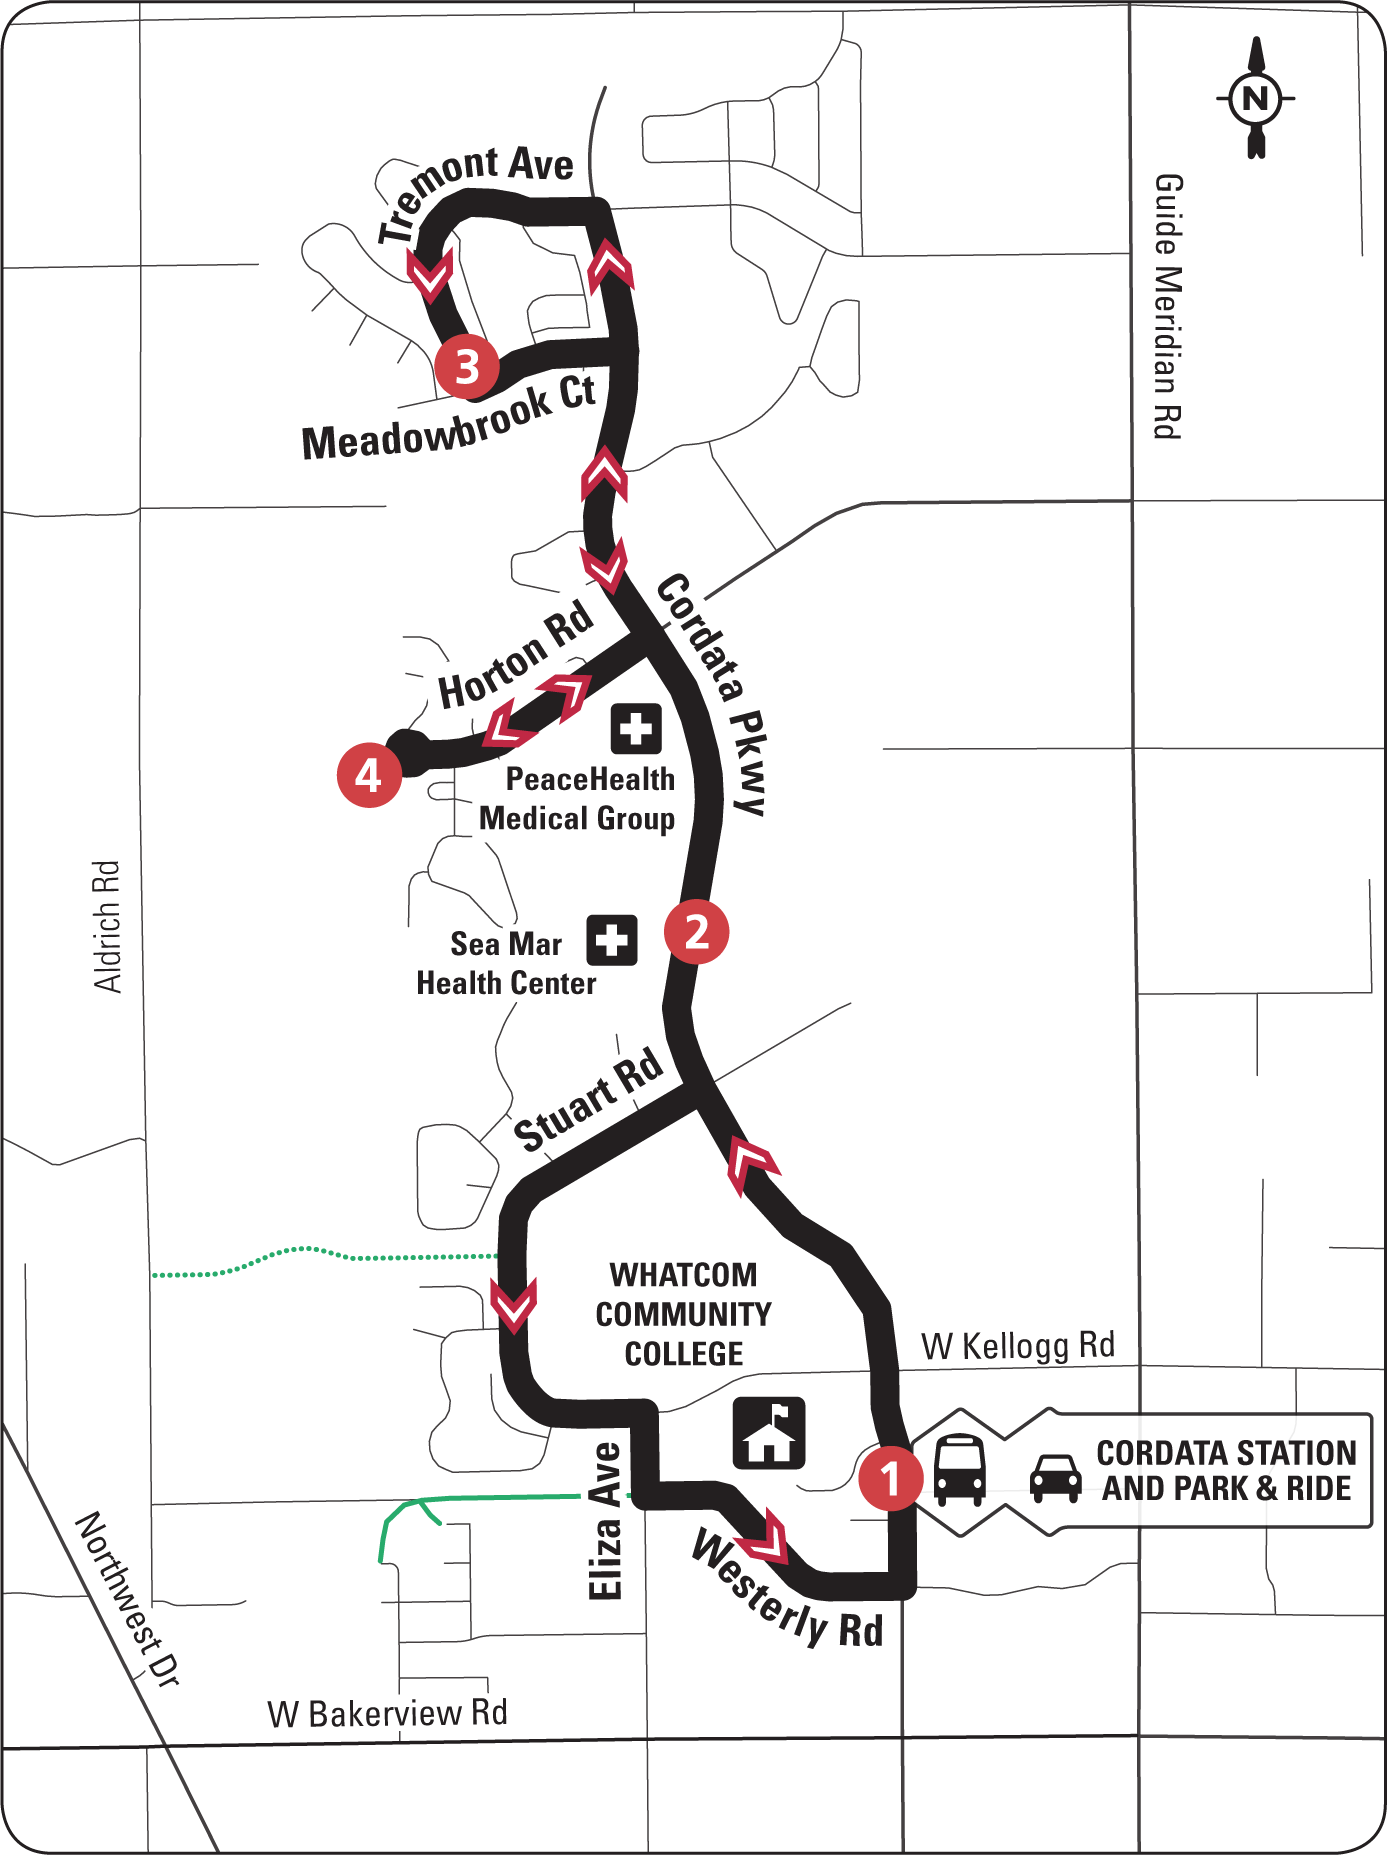 N
Guide Meridian Rd
Tremont Ave
3
Meadowbrook Ct
Cordata Pkwy
Horton Rd
4
PeaceHealth
Medical Group
Aldrich Rd
2
Sea Mar
Health Center
Stuart Rd
WHATCOM
COMMUNITY
COLLEGE
W Kellogg Rd
1
CORDATA STATION
AND PARK & RIDE
Eliza Ave
Westerly Rd
Northwest Dr
W Bakerview Rd